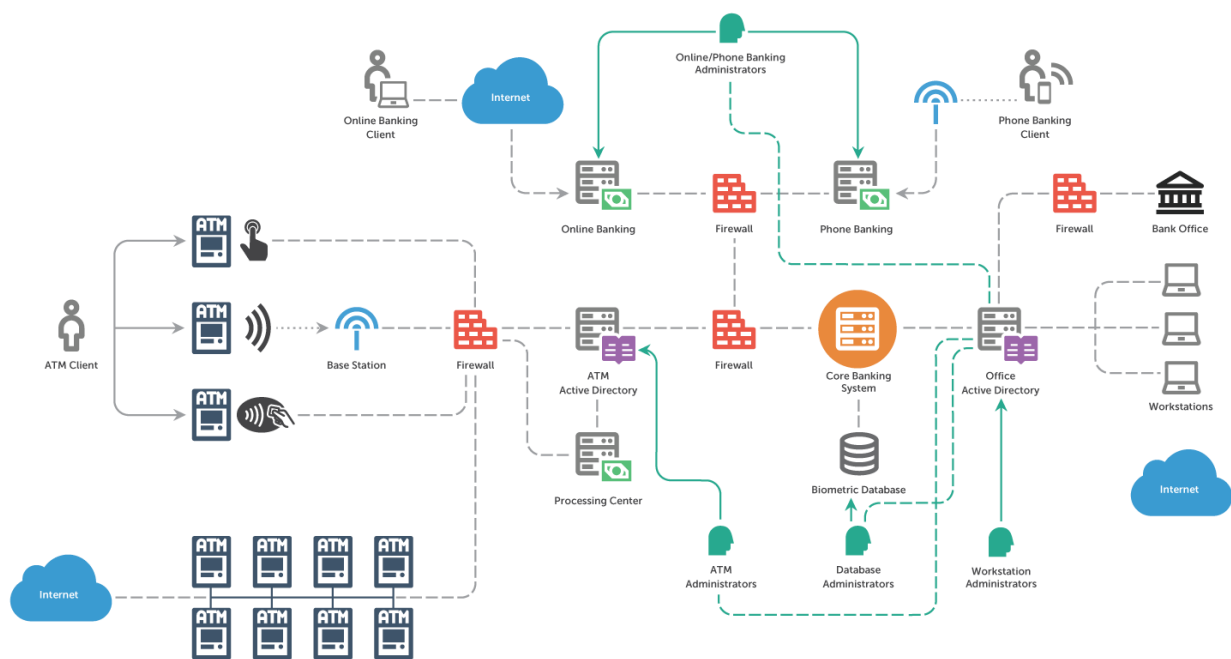 Online/Phone Banking
Administrators
Internet
Online Banking
Client
Phone Banking
Client
Online Banking
Firewall
Phone Banking
Firewall
Bank Office
ATM
ATM
ATM
ATM Client
Base Station
Firewall
ATM
Active Directory
Firewall
Core Banking
System
Office
Active Directory
Workstations
Processing Center
Biometric Database
Internet
ATM
Administrators
Database
Administrators
Workstation
Administrators
Internet
ATM
ATM
ATM
ATM
ATM
ATM
ATM
ATM